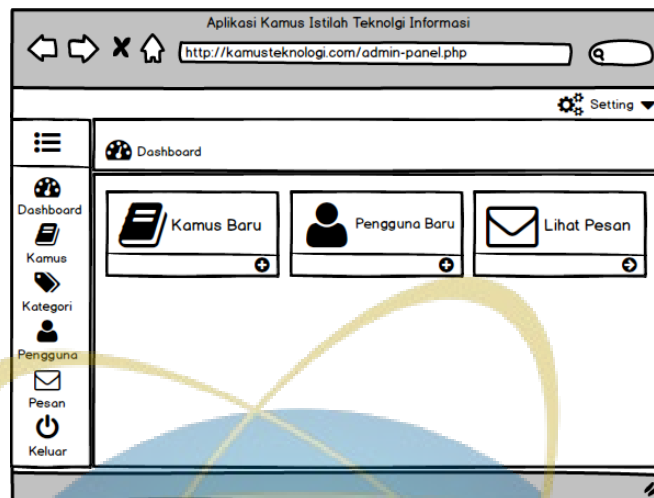 Aplikasi Kamus Istilah Teknolgi Informasi
http://kamusteknologi.com/admin-panel.php
Setting
Dashboard
Dashboard
Kamus
Kategori
Pengguna
Pesan
Keluar
Kamus Baru
Pengguna Baru
Lihat Pesan